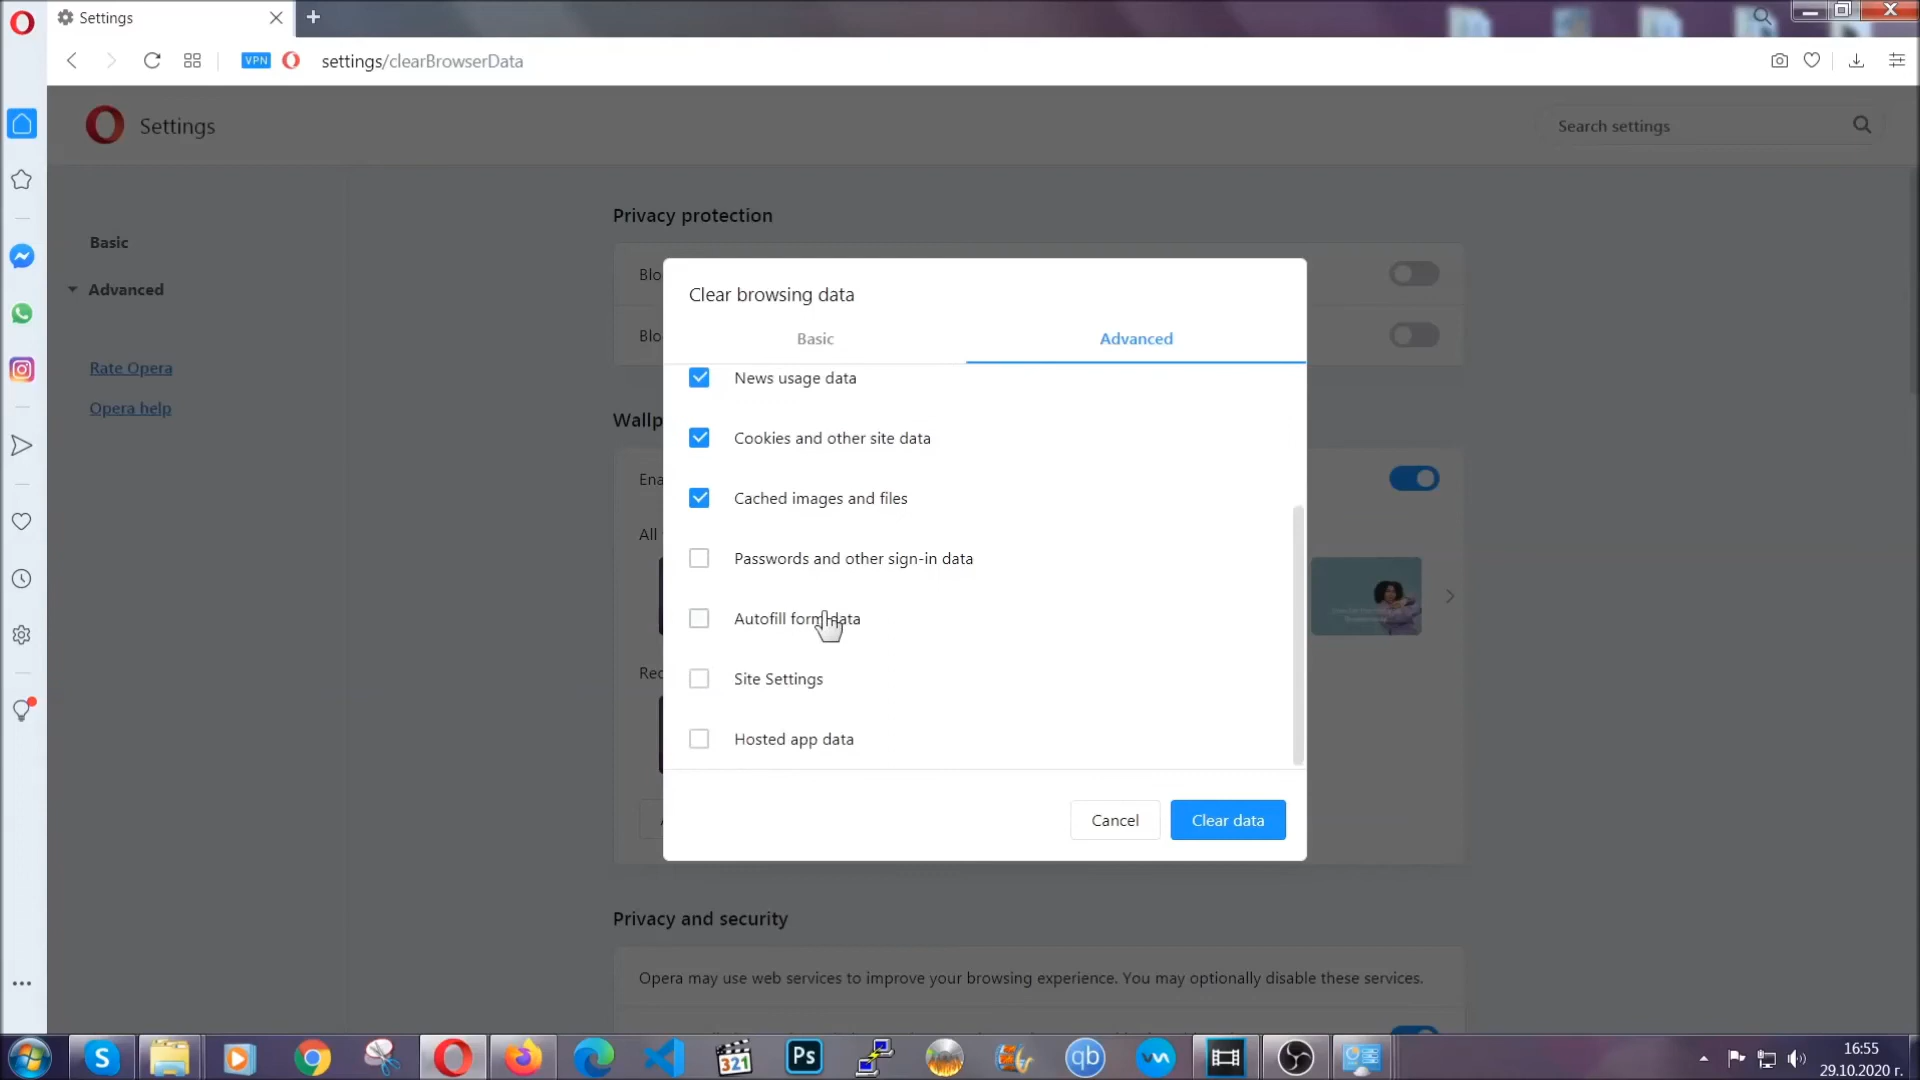 Settings
VPN
settings/clearBrowserData
Settings
Search settings
Basic
Advanced
Rate Opera
Opera help
Privacy protection
Blo
Blo
Wallp
Ena
All
Rec
Clear browsing data
Basic
Advanced
News usage data
Cookies and other site data
Cached images and files
Passwords and other sign-in data
Autofill form data
Site Settings
Hosted app data
Cancel
Clear data
Privacy and security
Opera may use web services to improve your browsing experience. You may optionally disable these services.
321
Ps
qb
16:55
29.10.2020 г.